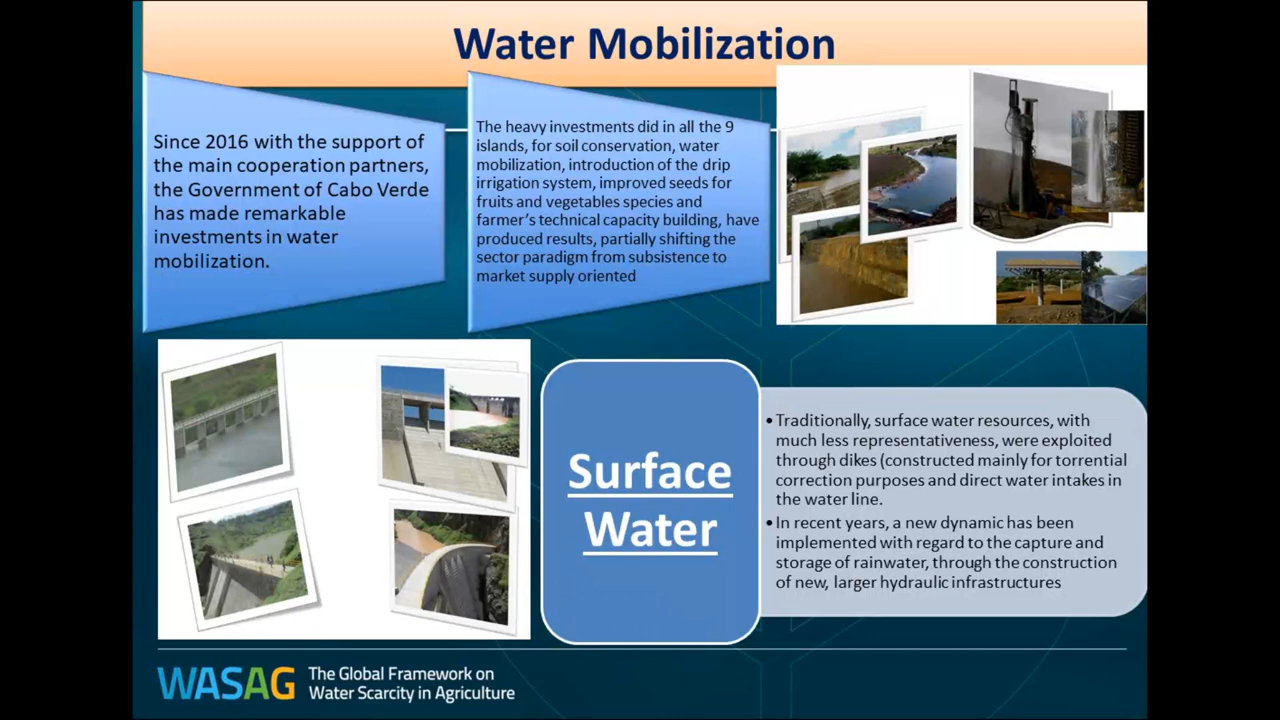 Water Mobilization
Since 2016 with the support of
the main cooperation partners,
the Government of Cabo Verde
has made remarkable
investments in water
mobilization.
The heavy investments did in all the 9
islands, for soil conservation, water
mobilization, introduction of the drip
irrigation system, improved seeds for
fruits and vegetables species and
farmer's technical capacity building, have
produced results, partially shifting the
sector paradigm from subsistence to
market supply oriented
Surface
Water
• Traditionally, surface water resources, with
much less representativeness, were exploited
through dikes (constructed mainly for torrential
correction purposes and direct water intakes in
the water line.
• In recent years, a new dynamic has been
implemented with regard to the capture and
storage of rainwater, through the construction
of new, larger hydraulic infrastructures
WASAG
The Global Framework on
Water Scarcity in Agriculture